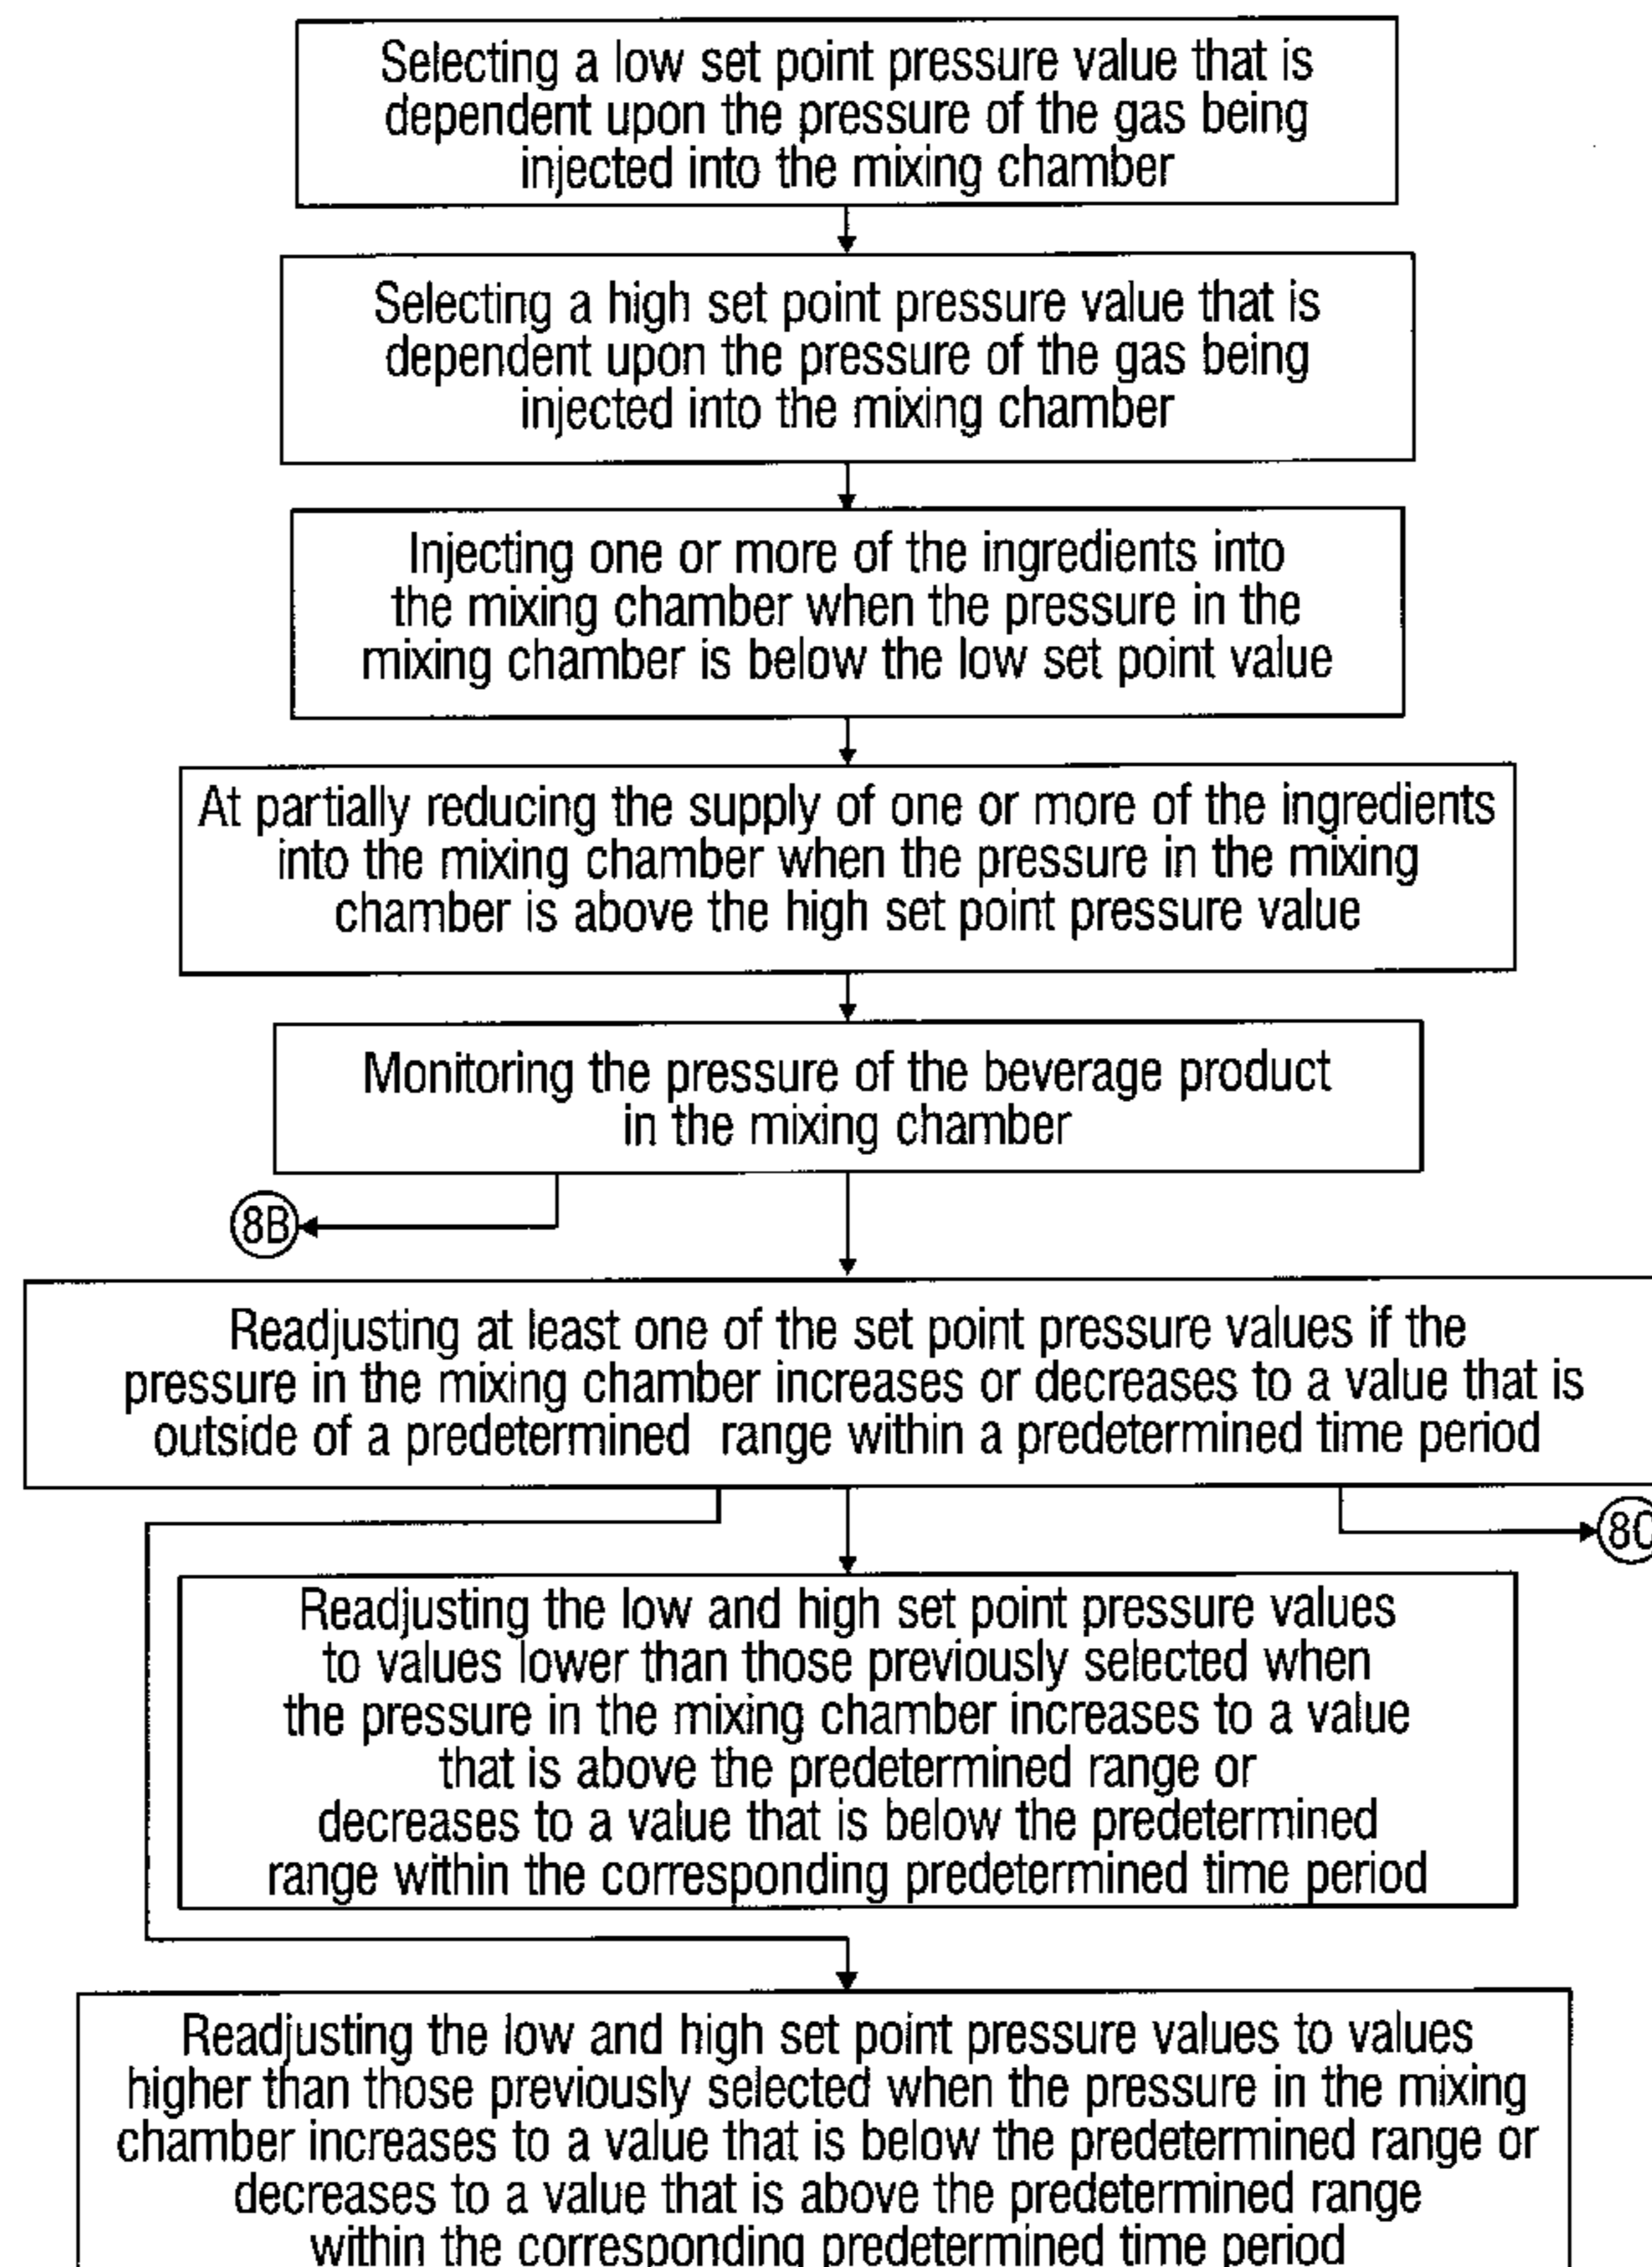 Selecting a low set point pressure value that is
dependent upon the pressure of the gas being
injected into the mixing chamber
Selecting a high set point pressure value that is
dependent upon the pressure of the gas being
injected into the mixing chamber
Injecting one or more of the ingredients into
the mixing chamber when the pressure in the
mixing chamber is below the low set point value
At partially reducing the supply of one or more of the ingredients
into the mixing chamber when the pressure in the mixing
chamber is above the high set point pressure value
Monitoring the pressure of the beverage product
in the mixing chamber
8B
Readjusting at least one of the set point pressure values if the
pressure in the mixing chamber increases or decreases to a value that is
outside of a predetermined range within a predetermined time period
Readjusting the low and high set point pressure values
to values lower than those previously selected when
the pressure in the mixing chamber increases to a value
that is above the predetermined range or
decreases to a value that is below the predetermined
range within the corresponding predetermined time period
Readjusting the low and high set point pressure values to values
higher than those previously selected when the pressure in the mixing
chamber increases to a value that is below the predetermined range or
decreases to a value that is above the predetermined range
within the corresponding predetermined time period